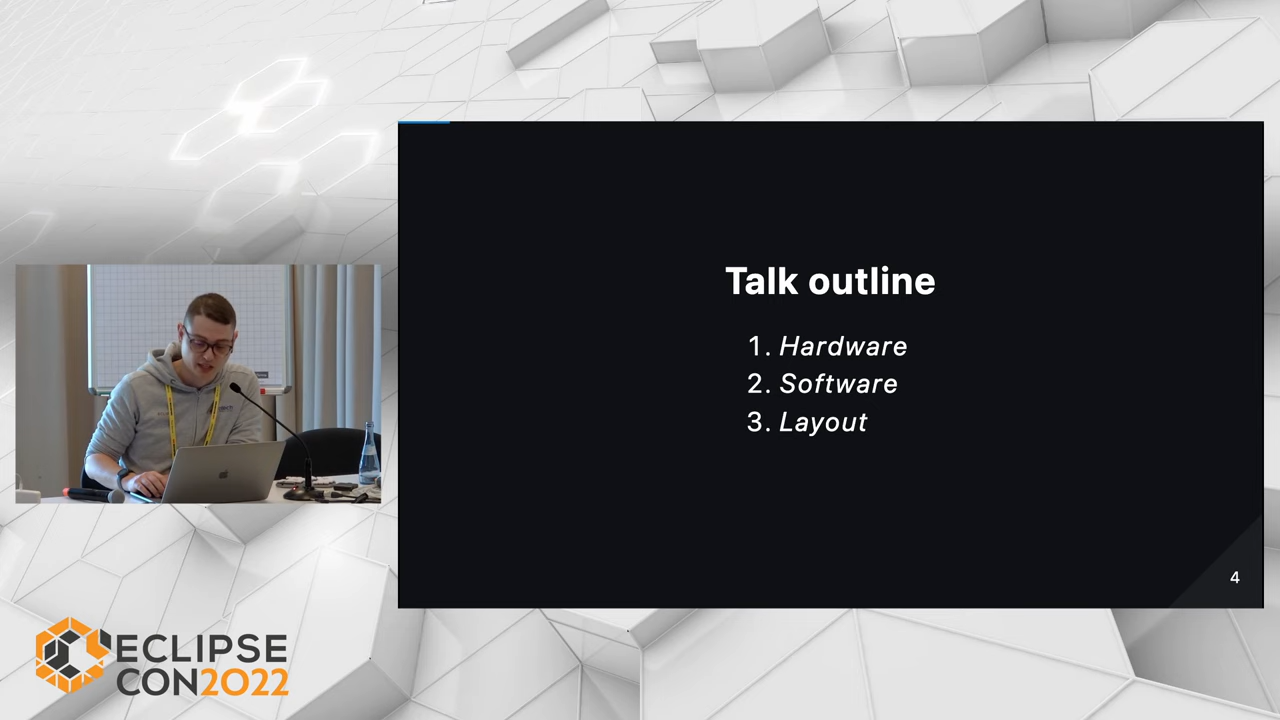 Talk outline
1. Hardware
2. Software
3. Layout
4
ECLIPSE
CON2022